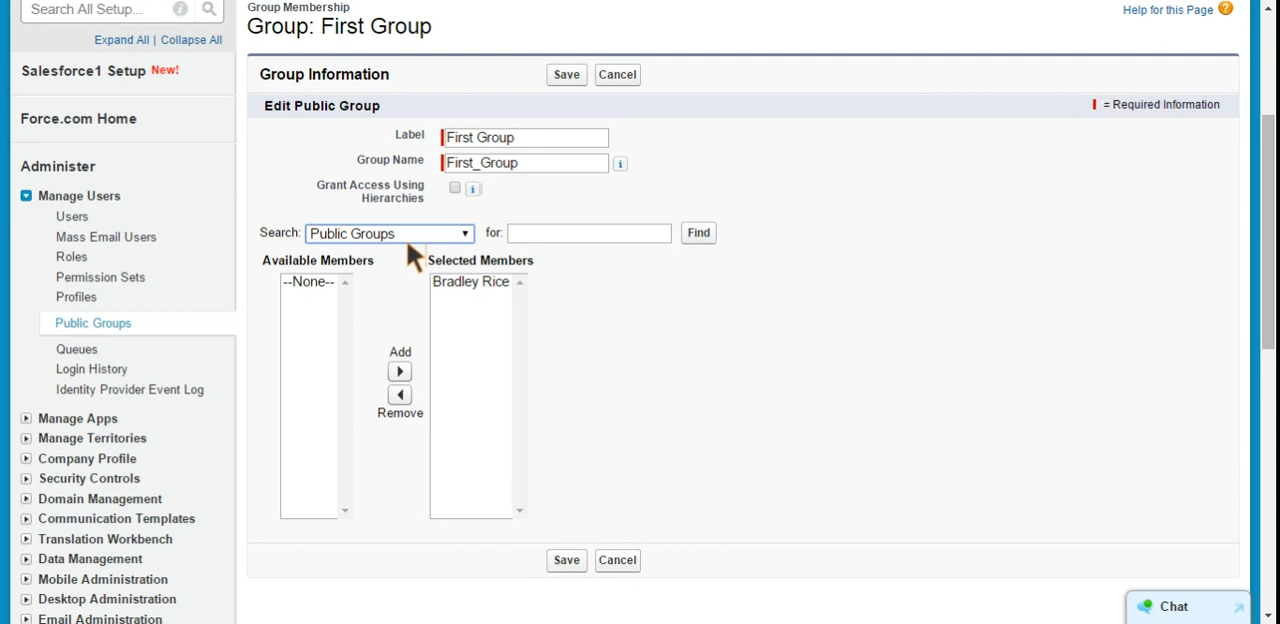 Search All Setup...
Expand All | Collapse All
Salesforce1 Setup New!
Force.com Home
Administer
Manage Users
Users
Mass Email Users
Roles
Permission Sets
Profiles
Public Groups
Queues
Login History
Identity Provider Event Log
Manage Apps
Manage Territories
Company Profile
Security Controls
Domain Management
Communication Templates
Translation Workbench
Data Management
Mobile Administration
Desktop Administration
Email Administration
Group Membership
Group: First Group
Help for this Page ?
Group Information Save Cancel
Edit Public Group
= Required Information
Label First Group
Group Name First_Group
Grant Access Using
Hierarchies
Search: Public Groups for: Find
Available Members Selected Members
--None-- Bradley Rice
Add
Remove
Save Cancel
Chat